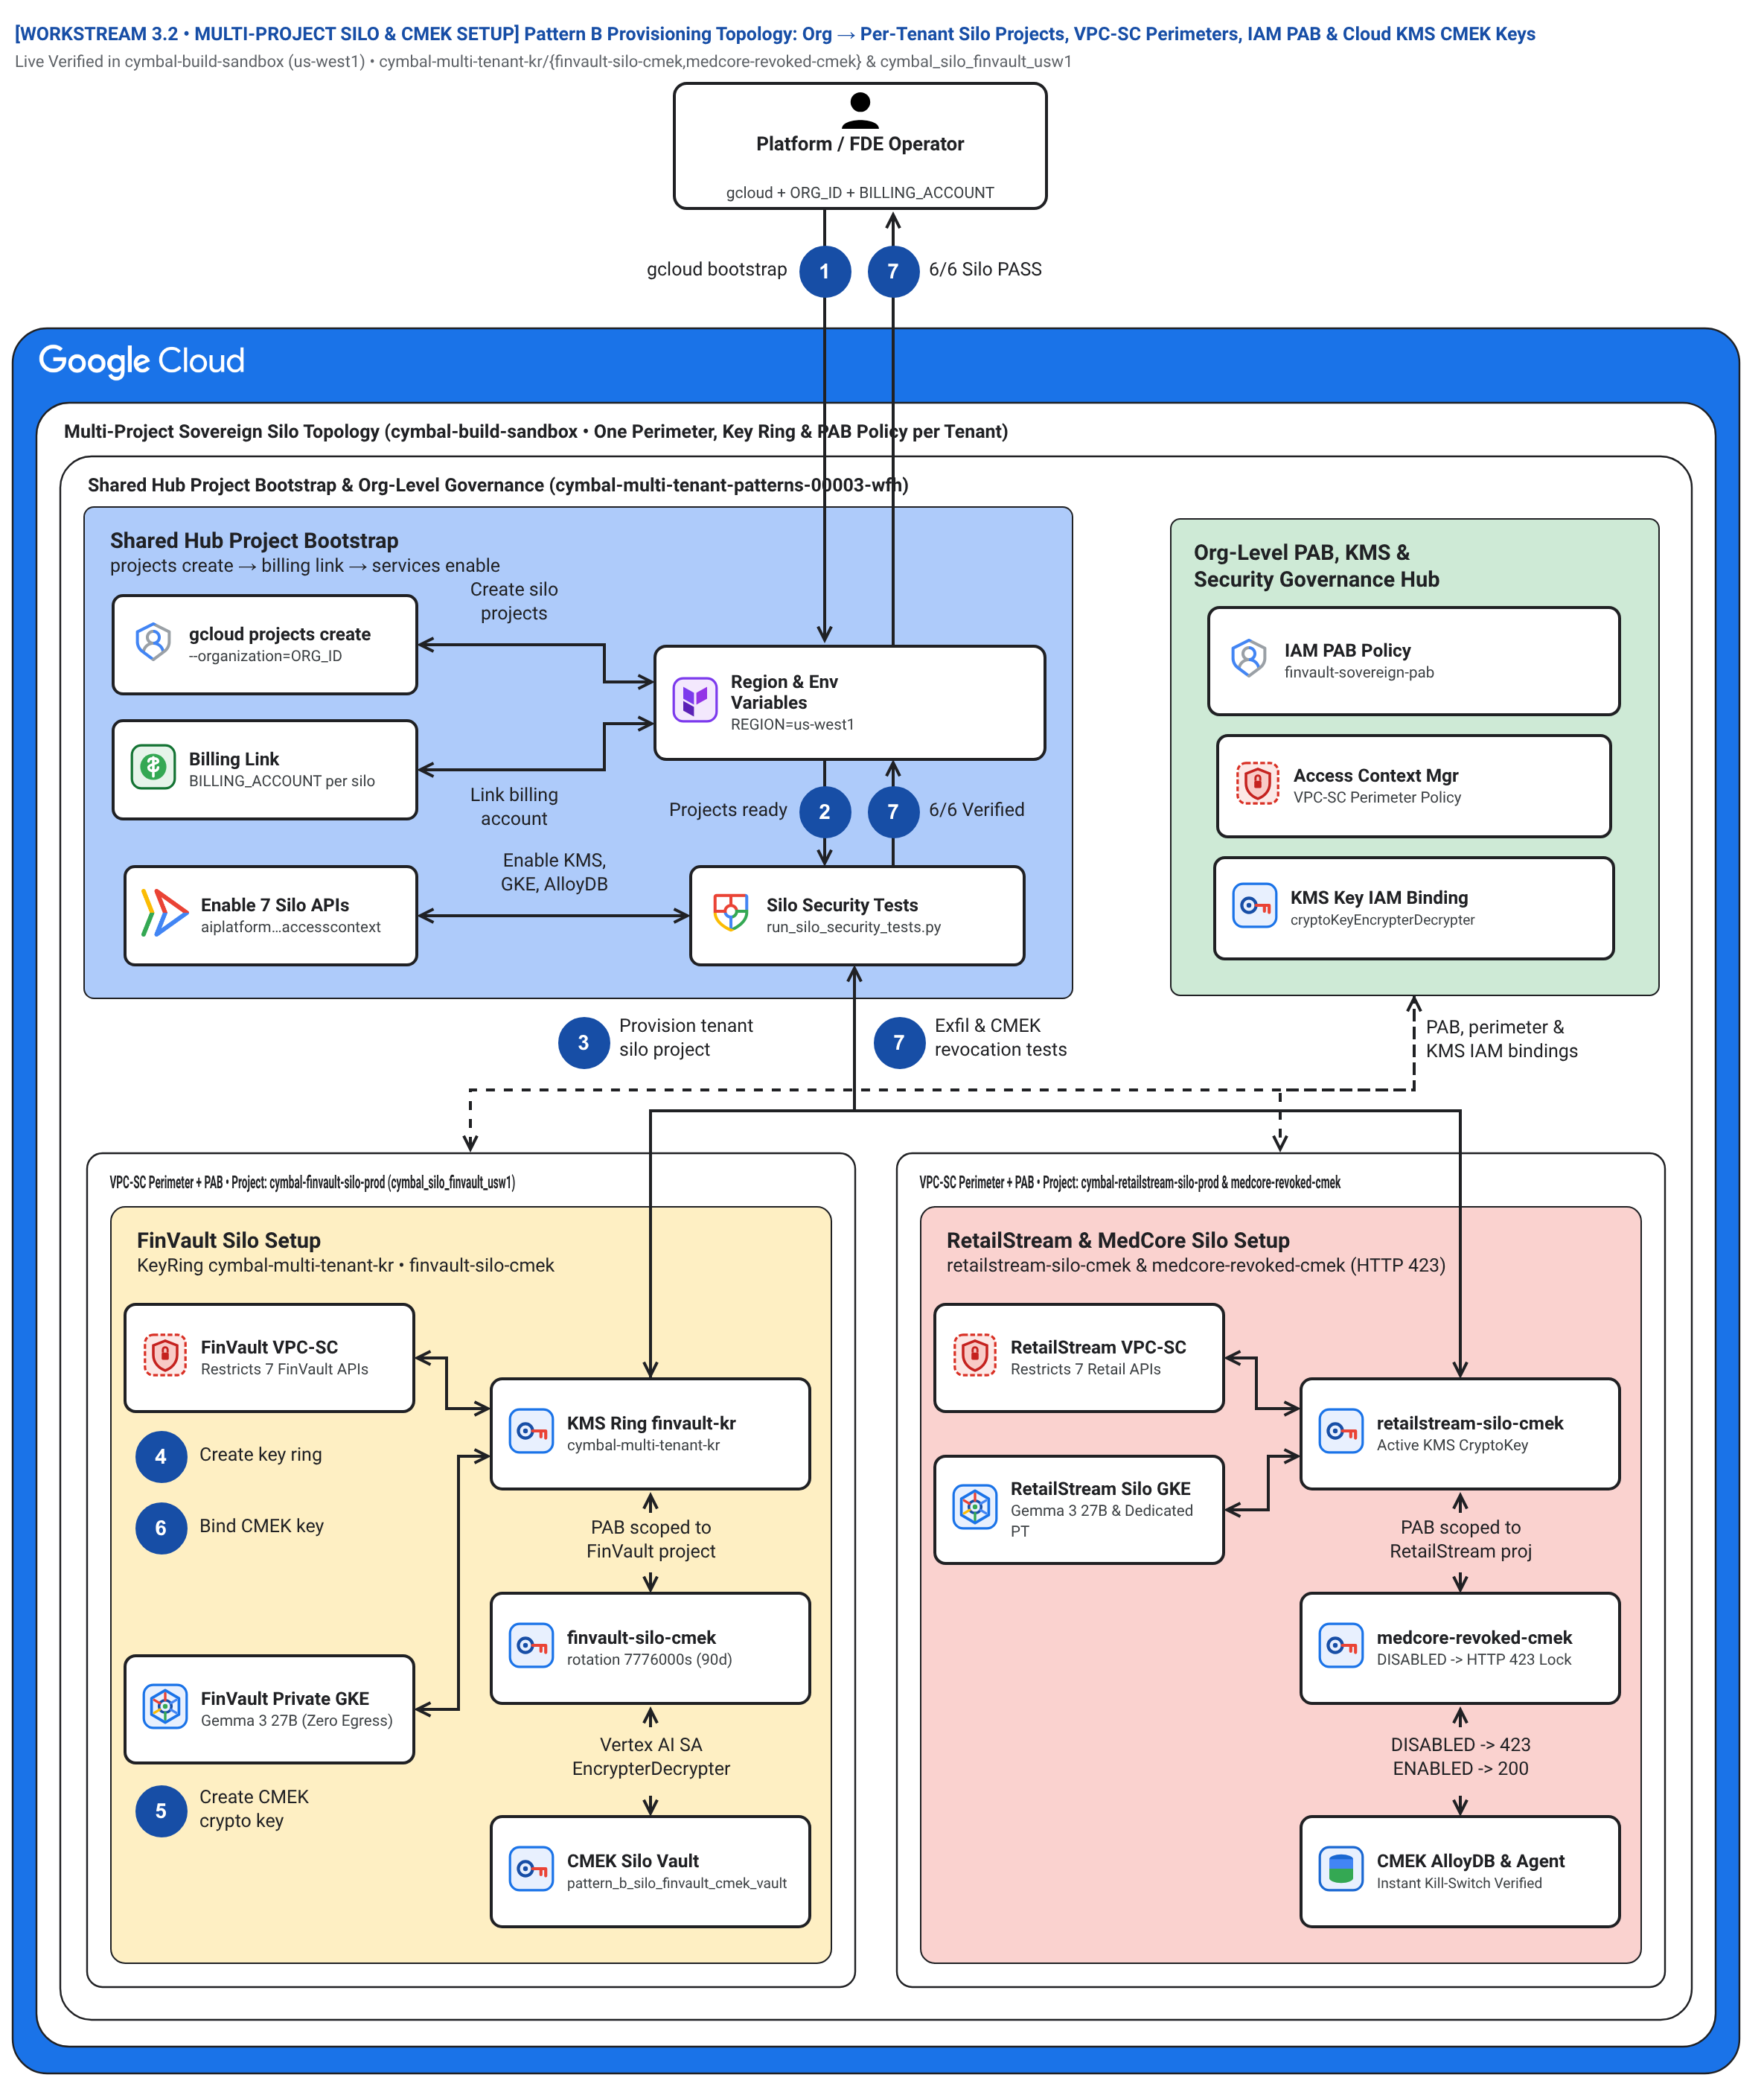 [WORKSTREAM 3.2 • MULTI-PROJECT SILO & CMEK SETUP] Pattern B Provisioning Topology: Org → Per-Tenant Silo Projects, VPC-SC Perimeters, IAM PAB & Cloud KMS CMEK Keys
Live Verified in cymbal-build-sandbox (us-west1) • cymbal-multi-tenant-kr/{finvault-silo-cmek,medcore-revoked-cmek} & cymbal_silo_finvault_usw1
Platform / FDE Operator
gcloud + ORG_ID + BILLING_ACCOUNT
gcloud bootstrap
1
7
6/6 Silo PASS
Google Cloud
Multi-Project Sovereign Silo Topology (cymbal-build-sandbox • One Perimeter, Key Ring & PAB Policy per Tenant)
Shared Hub Project Bootstrap & Org-Level Governance (cymbal-multi-tenant-patterns-00003-wfh)
Shared Hub Project Bootstrap
projects create → billing link → services enable
Create silo
projects
gcloud projects create
--organization=ORG_ID
Region & Env
Variables
REGION=us-west1
Billing Link
BILLING_ACCOUNT per silo
Link billing
account
Projects ready
2
7
6/6 Verified
Enable KMS,
GKE, AlloyDB
Enable 7 Silo APIs
aiplatform...accesscontext
Silo Security Tests
run_silo_security_tests.py
Org-Level PAB, KMS &
Security Governance Hub
IAM PAB Policy
finvault-sovereign-pab
Access Context Mgr
VPC-SC Perimeter Policy
KMS Key IAM Binding
cryptoKeyEncrypterDecrypter
3
Provision tenant
silo project
7
Exfil & CMEK
revocation tests
PAB, perimeter &
KMS IAM bindings
VPC-SC Perimeter + PAB • Project: cymbal-finvault-silo-prod (cymbal_silo_finvault_usw1)
FinVault Silo Setup
KeyRing cymbal-multi-tenant-kr • finvault-silo-cmek
FinVault VPC-SC
Restricts 7 FinVault APIs
KMS Ring finvault-kr
cymbal-multi-tenant-kr
4
Create key ring
6
Bind CMEK key
PAB scoped to
FinVault project
finvault-silo-cmek
rotation 7776000s (90d)
FinVault Private GKE
Gemma 3 27B (Zero Egress)
Vertex AI SA
EncrypterDecrypter
5
Create CMEK
crypto key
CMEK Silo Vault
pattern_b_silo_finvault_cmek_vault
VPC-SC Perimeter + PAB • Project: cymbal-retailstream-silo-prod & medcore-revoked-cmek
RetailStream & MedCore Silo Setup
retailstream-silo-cmek & medcore-revoked-cmek (HTTP 423)
RetailStream VPC-SC
Restricts 7 Retail APIs
retailstream-silo-cmek
Active KMS CryptoKey
RetailStream Silo GKE
Gemma 3 27B & Dedicated
PT
PAB scoped to
RetailStream proj
medcore-revoked-cmek
DISABLED -> HTTP 423 Lock
DISABLED -> 423
ENABLED -> 200
CMEK AlloyDB & Agent
Instant Kill-Switch Verified